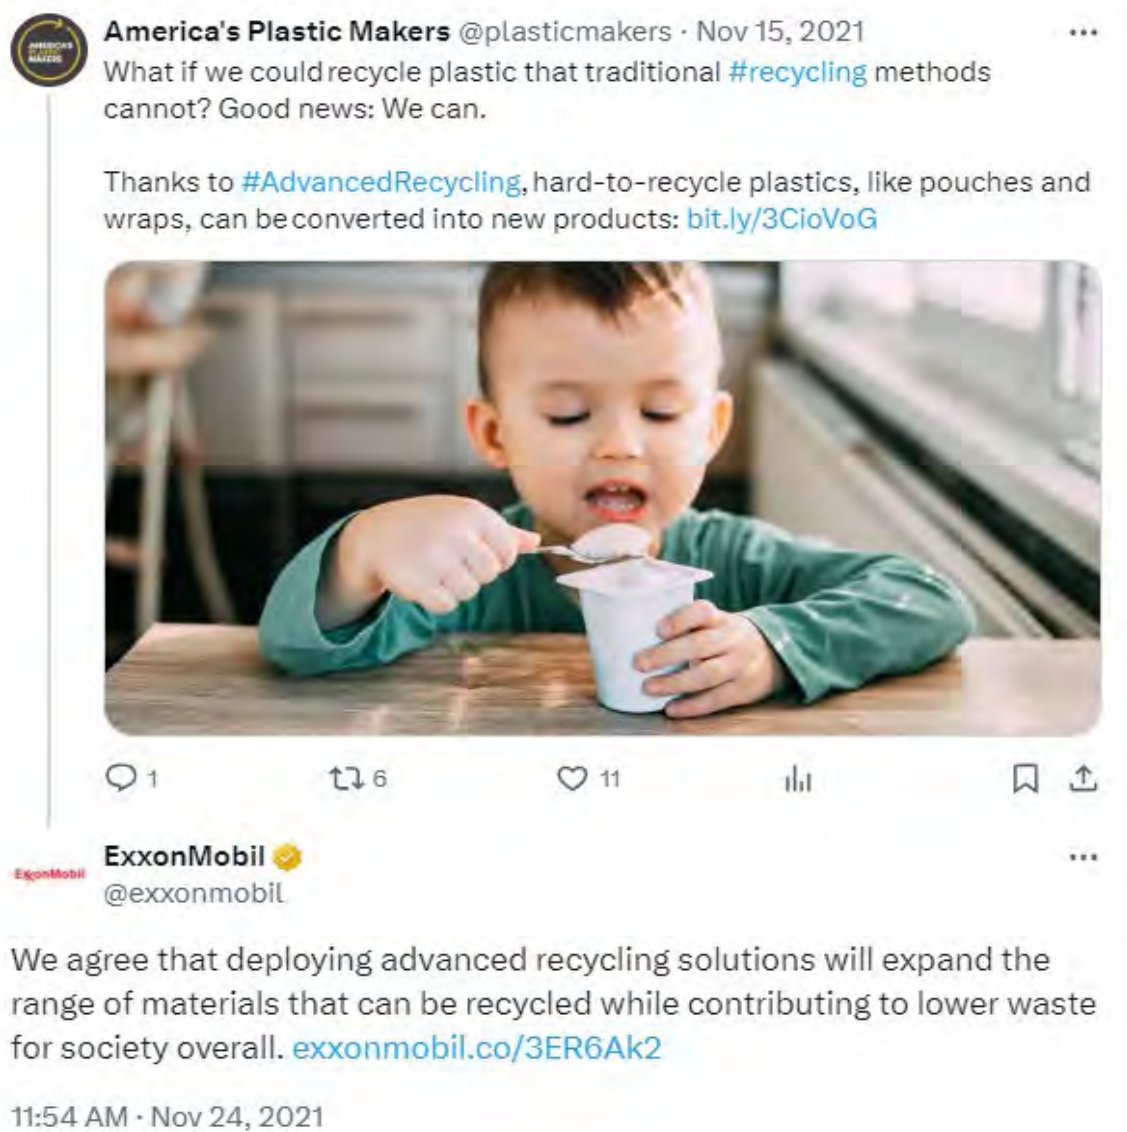 America's Plastic Makers @plasticmakers · Nov 15, 2021
What if we could recycle plastic that traditional #recycling methods
cannot? Good news: We can.
Thanks to #AdvancedRecycling, hard-to-recycle plastics, like pouches and
wraps, can be converted into new products: bit.ly/3CioVoG
AMERICA'S
PLASTIC
MAKERS
1
6
11
ExxonMobil
ExxonMobil
@exxonmobil
We agree that deploying advanced recycling solutions will expand the
range of materials that can be recycled while contributing to lower waste
for society overall. exxonmobil.co/3ER6Ak2
11:54 AM · Nov 24, 2021